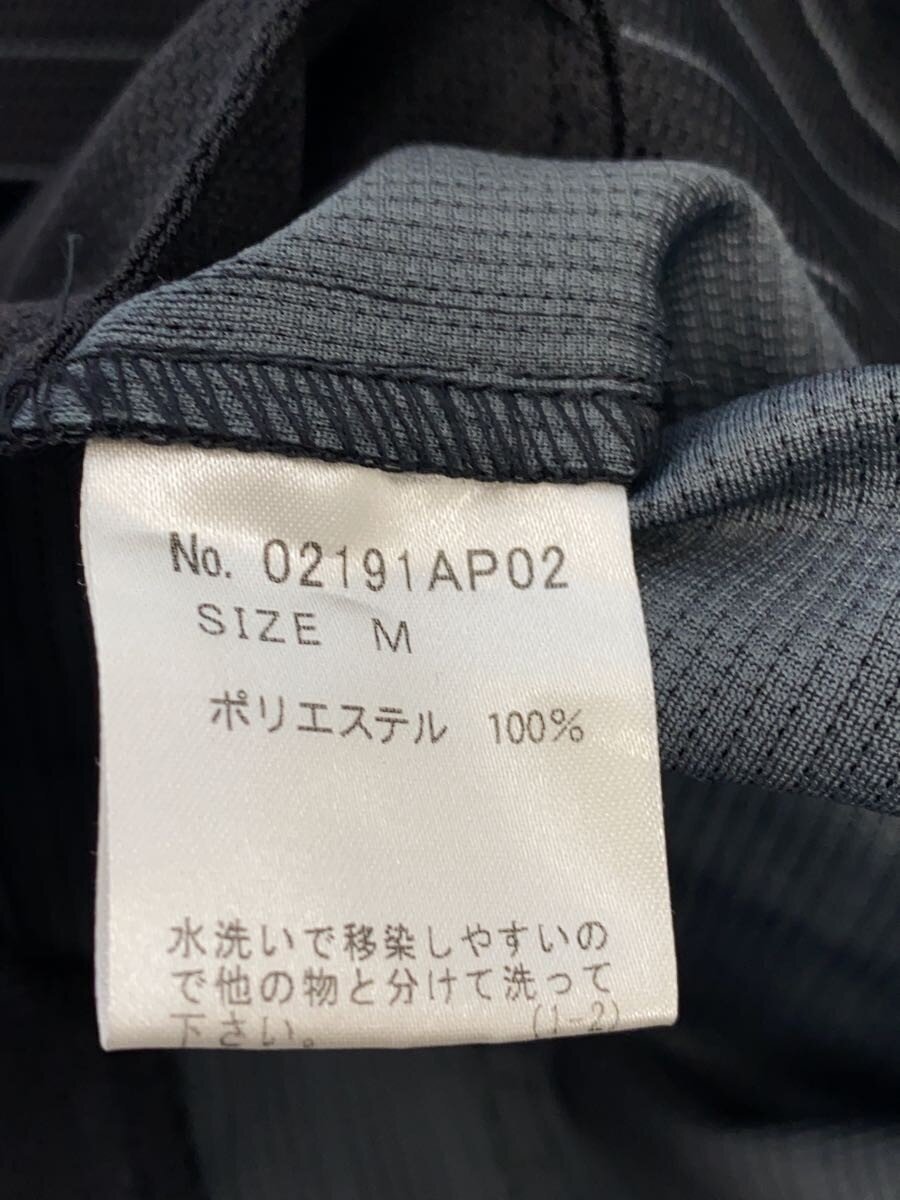 No. 02191AP02
SIZE M
ポリエステル 100%
水洗いで移染しやすいの
で他の物と分けて洗って
下さい。 (1-2)